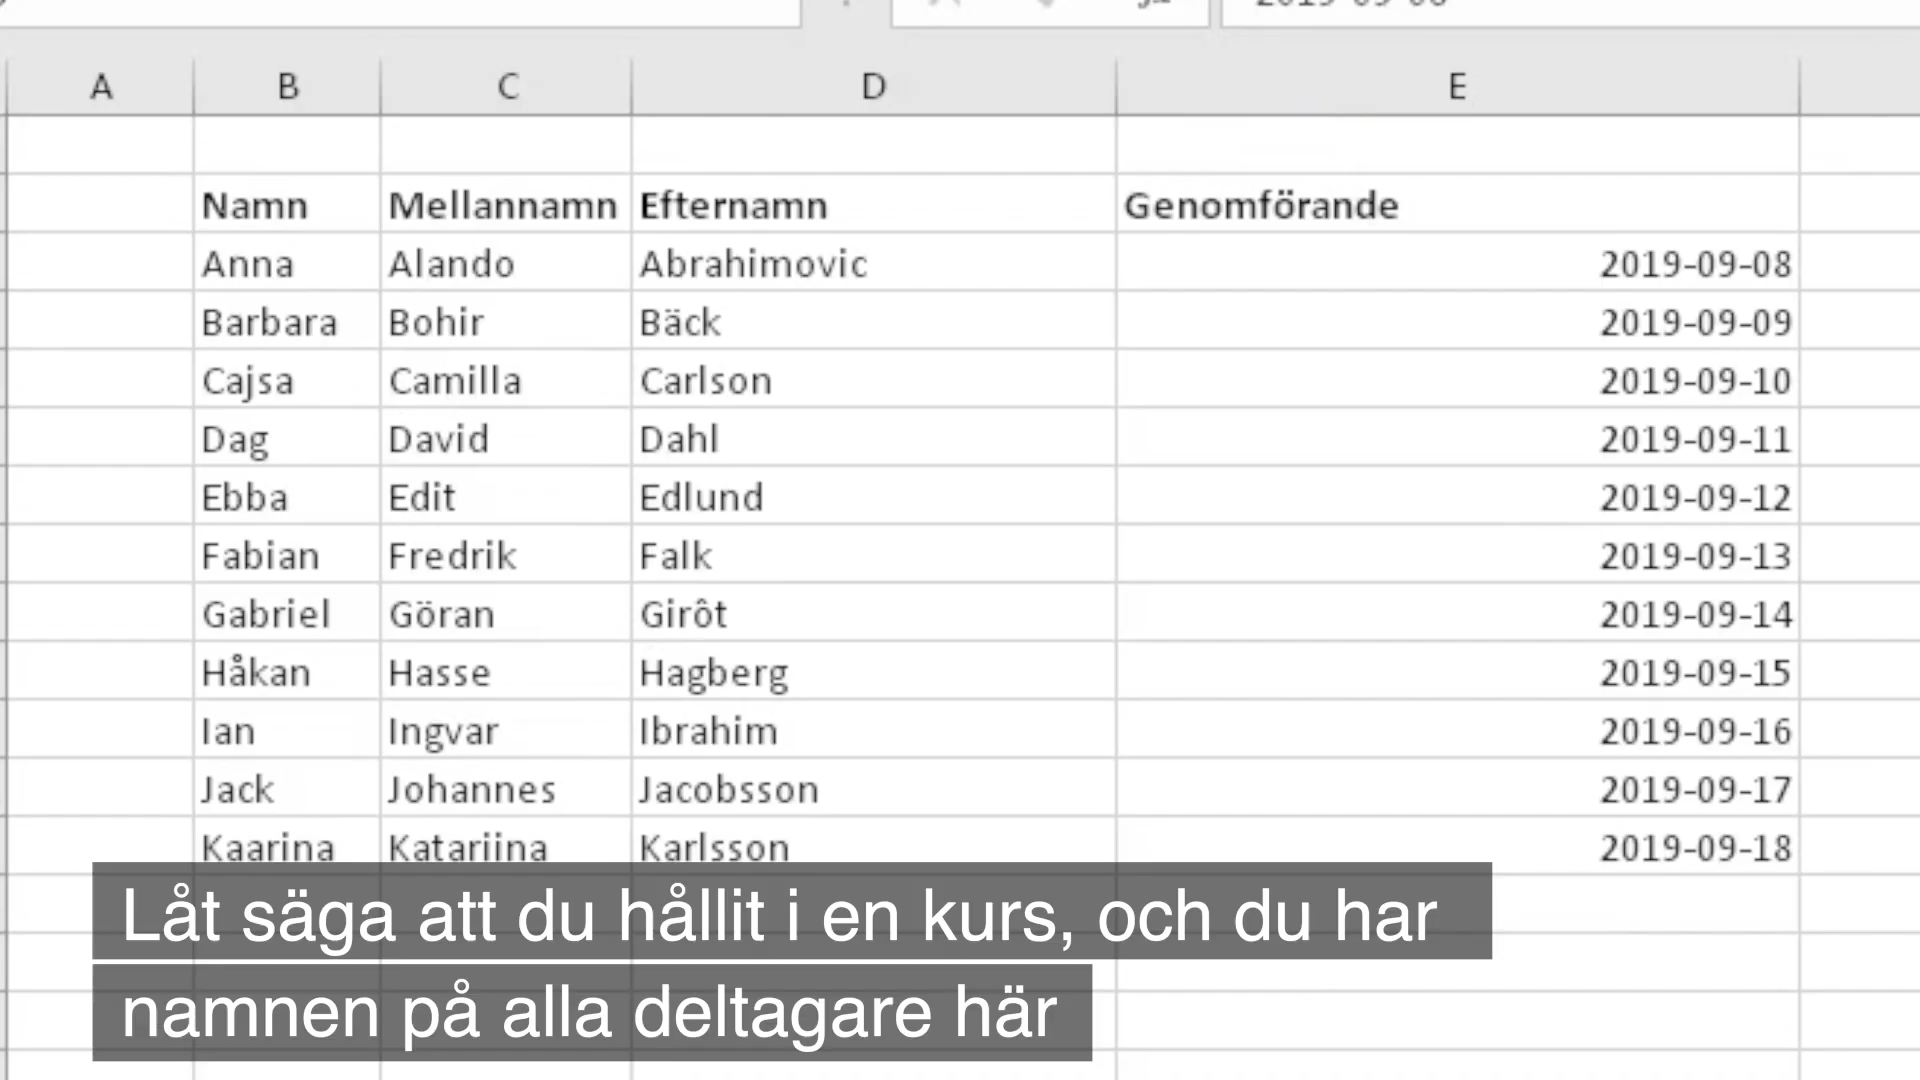 A B C D E
Namn Mellannamn Efternamn Genomförande
Anna Alando Abrahimovic 2019-09-08
Barbara Bohir Bäck 2019-09-09
Cajsa Camilla Carlson 2019-09-10
Dag David Dahl 2019-09-11
Ebba Edit Edlund 2019-09-12
Fabian Fredrik Falk 2019-09-13
Gabriel Göran Girôt 2019-09-14
Håkan Hasse Hagberg 2019-09-15
Ian Ingvar Ibrahim 2019-09-16
Jack Johannes Jacobsson 2019-09-17
Kaarina Katariina Karlsson 2019-09-18
Låt säga att du hållit i en kurs, och du har
namnen på alla deltagare här